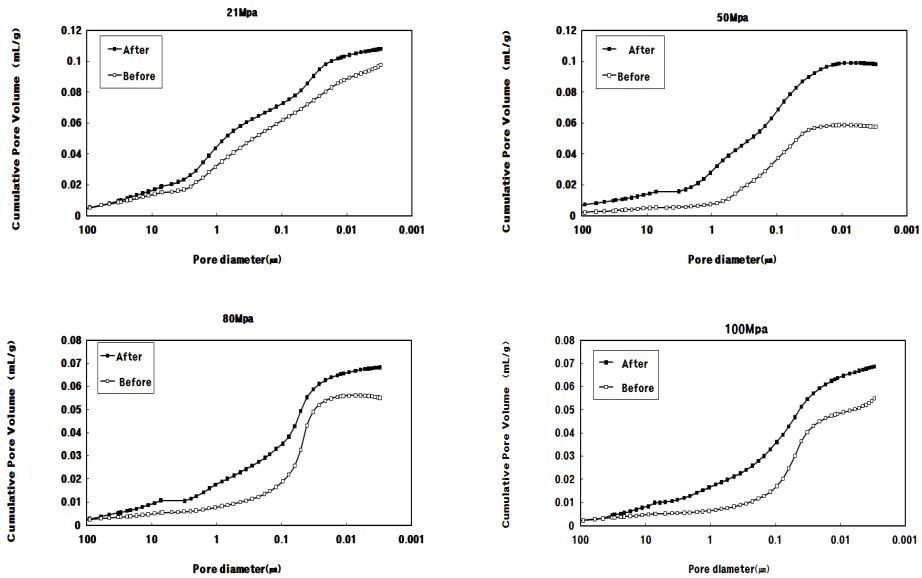 21Mpa
Cumulative Pore Volume (mL/g)
0.12
0.1
0.08
0.06
0.04
0.02
0
After
Before
100
10
1
0.1
0.01
0.001
Pore diameter(㎛)
50Mpa
Cumulative Pore Volume (mL/g)
0.12
0.1
0.08
0.06
0.04
0.02
0
After
Before
100
10
1
0.1
0.01
0.001
Pore diameter(㎛)
80Mpa
Cumulative Pore Volume (mL/g)
0.08
0.07
0.06
0.05
0.04
0.03
0.02
0.01
0
After
Before
100
10
1
0.1
0.01
0.001
Pore diameter(㎛)
100Mpa
Cumulative Pore Volume (mL/g)
0.08
0.07
0.06
0.05
0.04
0.03
0.02
0.01
0
After
Before
100
10
1
0.1
0.01
0.001
Pore diameter(㎛)